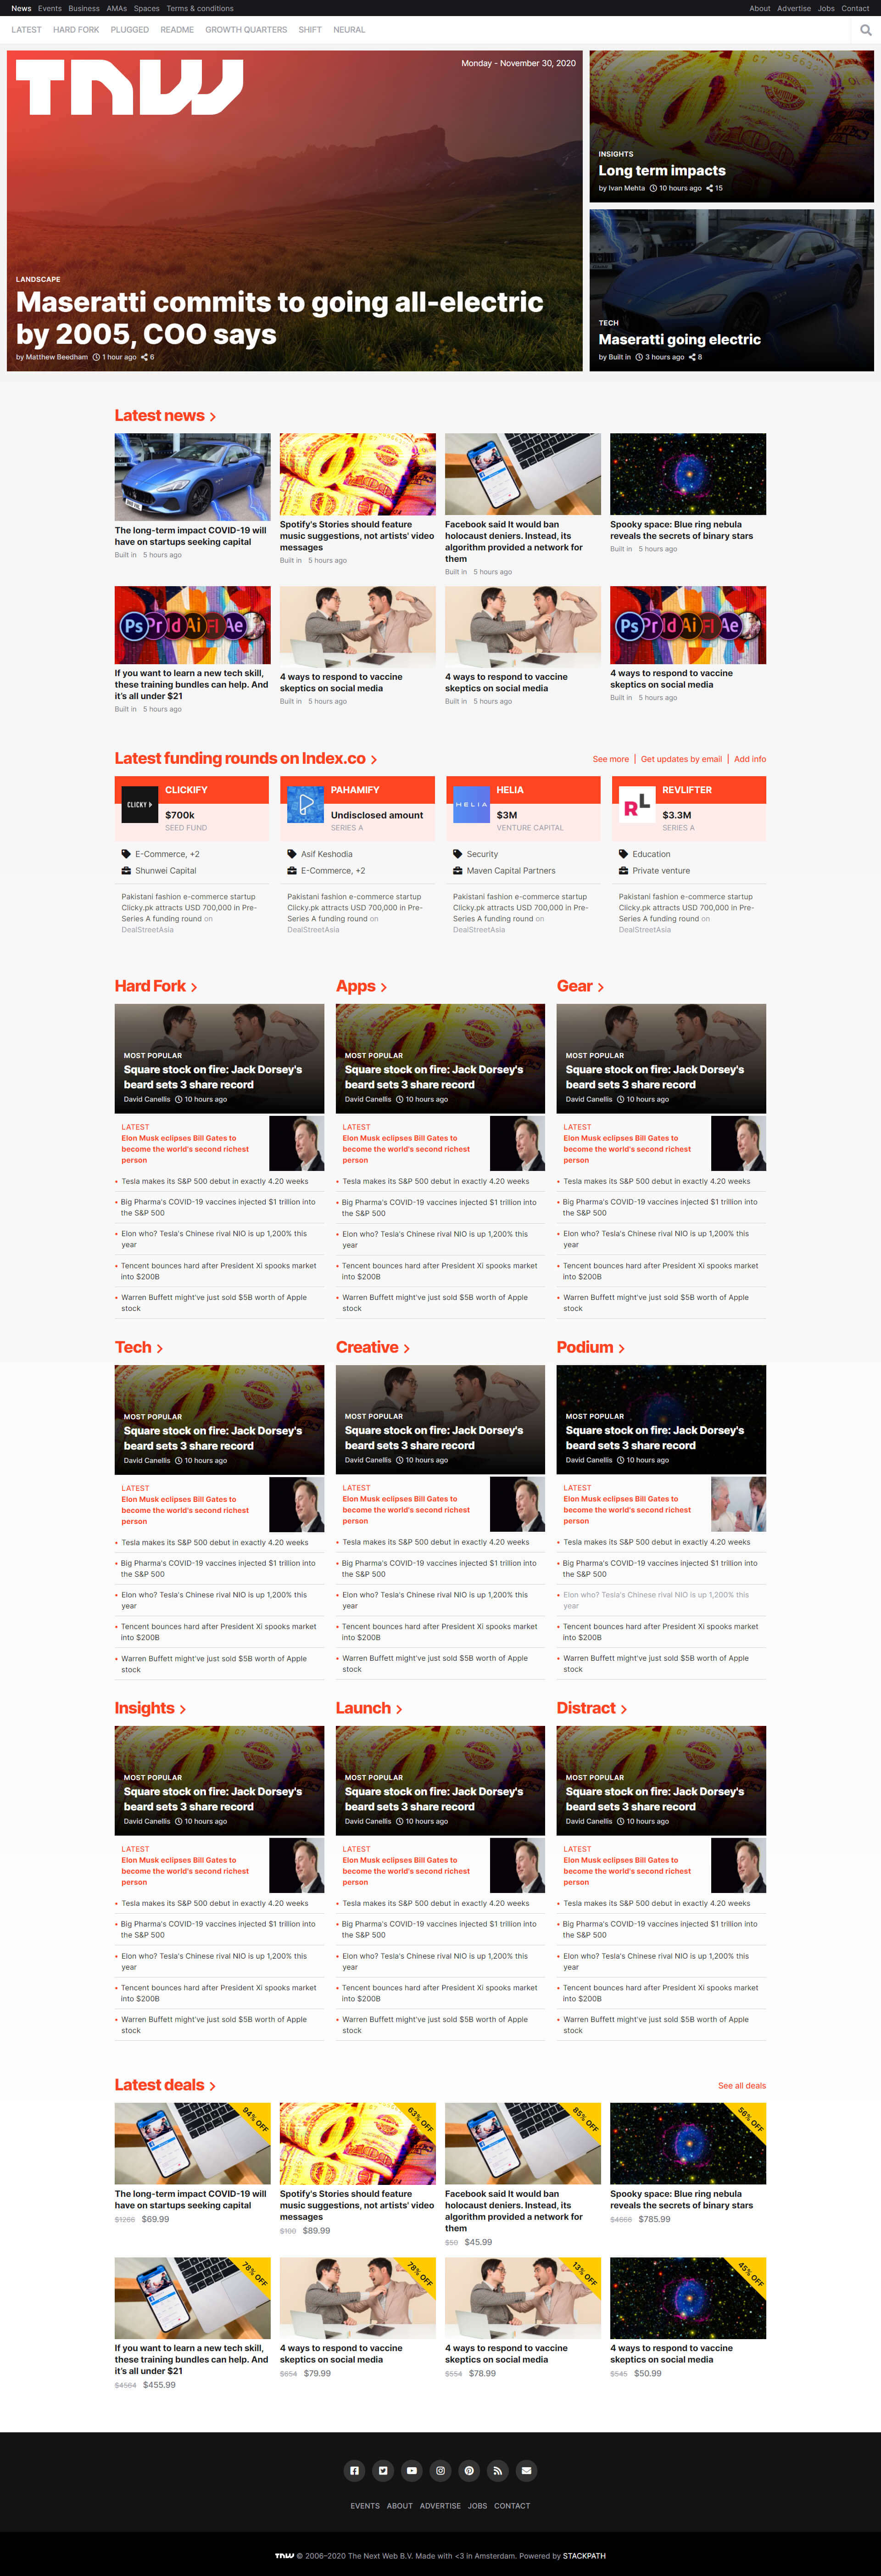 News Events Business AMAs Spaces Terms & conditions About Advertise Jobs Contact
LATEST HARD FORK PLUGGED README GROWTH QUARTERS SHIFT NEURAL
TNW
Monday - November 30, 2020
LANDSCAPE
Maseratti commits to going all-electric
by 2005, COO says
by Matthew Beedham 1 hour ago 6
INSIGHTS
Long term impacts
by Ivan Mehta 10 hours ago 15
TECH
Maseratti going electric
by Built in 3 hours ago 8
Latest news
The long-term impact COVID-19 will
have on startups seeking capital
Built in 5 hours ago
Spotify's Stories should feature
music suggestions, not artists' video
messages
Built in 5 hours ago
Facebook said It would ban
holocaust deniers. Instead, its
algorithm provided a network for
them
Built in 5 hours ago
Spooky space: Blue ring nebula
reveals the secrets of binary stars
Built in 5 hours ago
Ps Pr Id Ai Fl Ae
If you want to learn a new tech skill,
these training bundles can help. And
it's all under $21
Built in 5 hours ago
4 ways to respond to vaccine
skeptics on social media
Built in 5 hours ago
4 ways to respond to vaccine
skeptics on social media
Built in 5 hours ago
Ps Pr Id Ai Fl Ae
4 ways to respond to vaccine
skeptics on social media
Built in 5 hours ago
Latest funding rounds on Index.co
See more | Get updates by email | Add info
CLICKY
CLICKIFY
$700k
SEED FUND
E-Commerce, +2
Shunwei Capital
Pakistani fashion e-commerce startup
Clicky.pk attracts USD 700,000 in Pre-
Series A funding round on
DealStreetAsia
PAHAMIFY
Undisclosed amount
SERIES A
Asif Keshodia
E-Commerce, +2
Pakistani fashion e-commerce startup
Clicky.pk attracts USD 700,000 in Pre-
Series A funding round on
DealStreetAsia
HELIA
HELIA
$3M
VENTURE CAPITAL
Security
Maven Capital Partners
Pakistani fashion e-commerce startup
Clicky.pk attracts USD 700,000 in Pre-
Series A funding round on
DealStreetAsia
RL
REVLIFTER
$3.3M
SERIES A
Education
Private venture
Pakistani fashion e-commerce startup
Clicky.pk attracts USD 700,000 in Pre-
Series A funding round on
DealStreetAsia
Hard Fork
MOST POPULAR
Square stock on fire: Jack Dorsey's
beard sets 3 share record
David Canellis 10 hours ago
LATEST
Elon Musk eclipses Bill Gates to
become the world's second richest
person
Tesla makes its S&P 500 debut in exactly 4.20 weeks
Big Pharma's COVID-19 vaccines injected $1 trillion into
the S&P 500
Elon who? Tesla's Chinese rival NIO is up 1,200% this
year
Tencent bounces hard after President Xi spooks market
into $200B
Warren Buffett might've just sold $5B worth of Apple
stock
Apps
MOST POPULAR
Square stock on fire: Jack Dorsey's
beard sets 3 share record
David Canellis 10 hours ago
LATEST
Elon Musk eclipses Bill Gates to
become the world's second richest
person
Tesla makes its S&P 500 debut in exactly 4.20 weeks
Big Pharma's COVID-19 vaccines injected $1 trillion into
the S&P 500
Elon who? Tesla's Chinese rival NIO is up 1,200% this
year
Tencent bounces hard after President Xi spooks market
into $200B
Warren Buffett might've just sold $5B worth of Apple
stock
Gear
MOST POPULAR
Square stock on fire: Jack Dorsey's
beard sets 3 share record
David Canellis 10 hours ago
LATEST
Elon Musk eclipses Bill Gates to
become the world's second richest
person
Tesla makes its S&P 500 debut in exactly 4.20 weeks
Big Pharma's COVID-19 vaccines injected $1 trillion into
the S&P 500
Elon who? Tesla's Chinese rival NIO is up 1,200% this
year
Tencent bounces hard after President Xi spooks market
into $200B
Warren Buffett might've just sold $5B worth of Apple
stock
Tech
MOST POPULAR
Square stock on fire: Jack Dorsey's
beard sets 3 share record
David Canellis 10 hours ago
LATEST
Elon Musk eclipses Bill Gates to
become the world's second richest
person
Tesla makes its S&P 500 debut in exactly 4.20 weeks
Big Pharma's COVID-19 vaccines injected $1 trillion into
the S&P 500
Elon who? Tesla's Chinese rival NIO is up 1,200% this
year
Tencent bounces hard after President Xi spooks market
into $200B
Warren Buffett might've just sold $5B worth of Apple
stock
Creative
MOST POPULAR
Square stock on fire: Jack Dorsey's
beard sets 3 share record
David Canellis 10 hours ago
LATEST
Elon Musk eclipses Bill Gates to
become the world's second richest
person
Tesla makes its S&P 500 debut in exactly 4.20 weeks
Big Pharma's COVID-19 vaccines injected $1 trillion into
the S&P 500
Elon who? Tesla's Chinese rival NIO is up 1,200% this
year
Tencent bounces hard after President Xi spooks market
into $200B
Warren Buffett might've just sold $5B worth of Apple
stock
Podium
MOST POPULAR
Square stock on fire: Jack Dorsey's
beard sets 3 share record
David Canellis 10 hours ago
LATEST
Elon Musk eclipses Bill Gates to
become the world's second richest
person
Tesla makes its S&P 500 debut in exactly 4.20 weeks
Big Pharma's COVID-19 vaccines injected $1 trillion into
the S&P 500
Elon who? Tesla's Chinese rival NIO is up 1,200% this
year
Tencent bounces hard after President Xi spooks market
into $200B
Warren Buffett might've just sold $5B worth of Apple
stock
Insights
MOST POPULAR
Square stock on fire: Jack Dorsey's
beard sets 3 share record
David Canellis 10 hours ago
LATEST
Elon Musk eclipses Bill Gates to
become the world's second richest
person
Tesla makes its S&P 500 debut in exactly 4.20 weeks
Big Pharma's COVID-19 vaccines injected $1 trillion into
the S&P 500
Elon who? Tesla's Chinese rival NIO is up 1,200% this
year
Tencent bounces hard after President Xi spooks market
into $200B
Warren Buffett might've just sold $5B worth of Apple
stock
Launch
MOST POPULAR
Square stock on fire: Jack Dorsey's
beard sets 3 share record
David Canellis 10 hours ago
LATEST
Elon Musk eclipses Bill Gates to
become the world's second richest
person
Tesla makes its S&P 500 debut in exactly 4.20 weeks
Big Pharma's COVID-19 vaccines injected $1 trillion into
the S&P 500
Elon who? Tesla's Chinese rival NIO is up 1,200% this
year
Tencent bounces hard after President Xi spooks market
into $200B
Warren Buffett might've just sold $5B worth of Apple
stock
Distract
MOST POPULAR
Square stock on fire: Jack Dorsey's
beard sets 3 share record
David Canellis 10 hours ago
LATEST
Elon Musk eclipses Bill Gates to
become the world's second richest
person
Tesla makes its S&P 500 debut in exactly 4.20 weeks
Big Pharma's COVID-19 vaccines injected $1 trillion into
the S&P 500
Elon who? Tesla's Chinese rival NIO is up 1,200% this
year
Tencent bounces hard after President Xi spooks market
into $200B
Warren Buffett might've just sold $5B worth of Apple
stock
Latest deals
See all deals
94% OFF
The long-term impact COVID-19 will
have on startups seeking capital
$1266 $69.99
63% OFF
Spotify's Stories should feature
music suggestions, not artists' video
messages
$100 $89.99
85% OFF
Facebook said It would ban
holocaust deniers. Instead, its
algorithm provided a network for
them
$50 $45.99
56% OFF
Spooky space: Blue ring nebula
reveals the secrets of binary stars
$4666 $785.99
78% OFF
If you want to learn a new tech skill,
these training bundles can help. And
it's all under $21
$4564 $455.99
78% OFF
4 ways to respond to vaccine
skeptics on social media
$654 $79.99
13% OFF
4 ways to respond to vaccine
skeptics on social media
$554 $78.99
45% OFF
4 ways to respond to vaccine
skeptics on social media
$545 $50.99
EVENTS ABOUT ADVERTISE JOBS CONTACT
TNW © 2006–2020 The Next Web B.V. Made with <3 in Amsterdam. Powered by STACKPATH